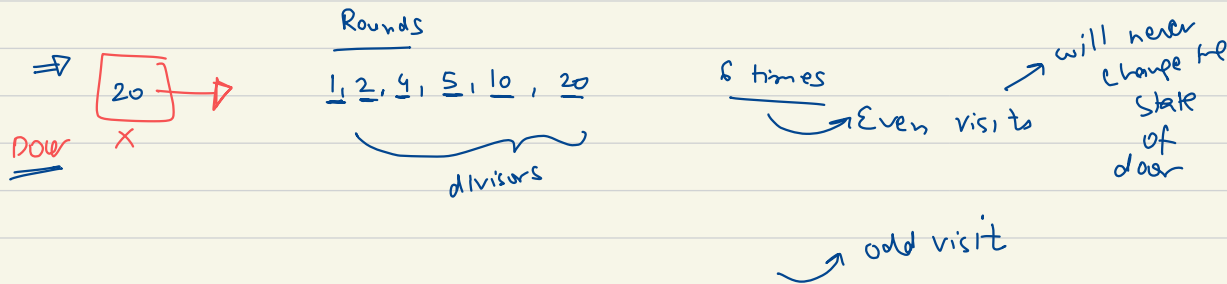 Rounds
⇒ 20 → 1, 2, 4, 5, 10, 20 6 times → will never change the state of door
Door X → Even visits
divisors
→ odd visit